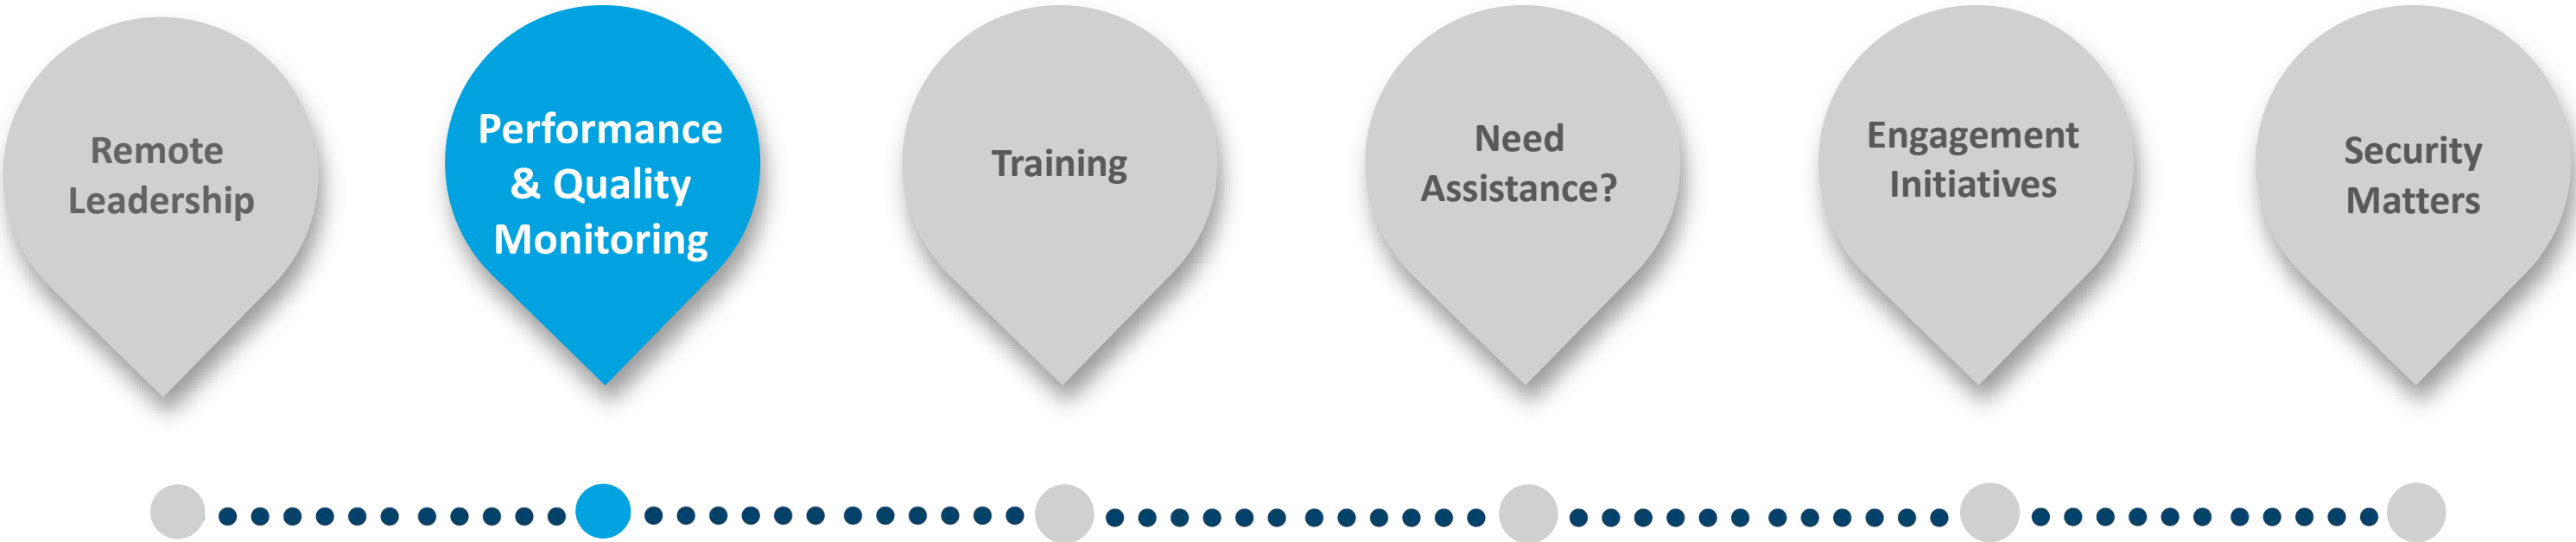 Remote
Leadership
Performance
& Quality
Monitoring
Training
Need
Assistance?
Engagement
Initiatives
Security
Matters